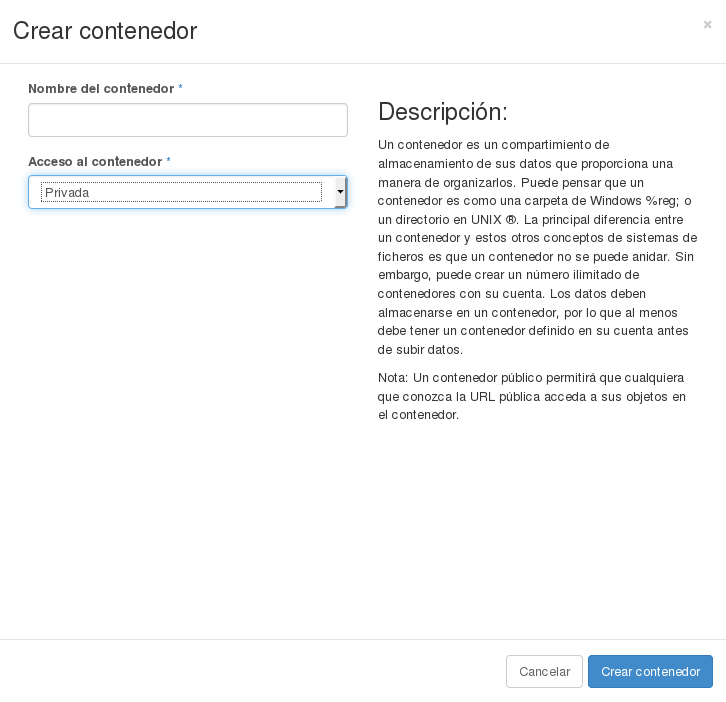 Crear contenedor
×
Nombre del contenedor *
Acceso al contenedor *
Privada
Descripción:
Un contenedor es un compartimiento de
almacenamiento de sus datos que proporciona una
manera de organizarlos. Puede pensar que un
contenedor es como una carpeta de Windows %reg; o
un directorio en UNIX ®. La principal diferencia entre
un contenedor y estos otros conceptos de sistemas de
ficheros es que un contenedor no se puede anidar. Sin
embargo, puede crear un número ilimitado de
contenedores con su cuenta. Los datos deben
almacenarse en un contenedor, por lo que al menos
debe tener un contenedor definido en su cuenta antes
de subir datos.
Nota: Un contenedor público permitirá que cualquiera
que conozca la URL pública acceda a sus objetos en
el contenedor.
Cancelar
Crear contenedor